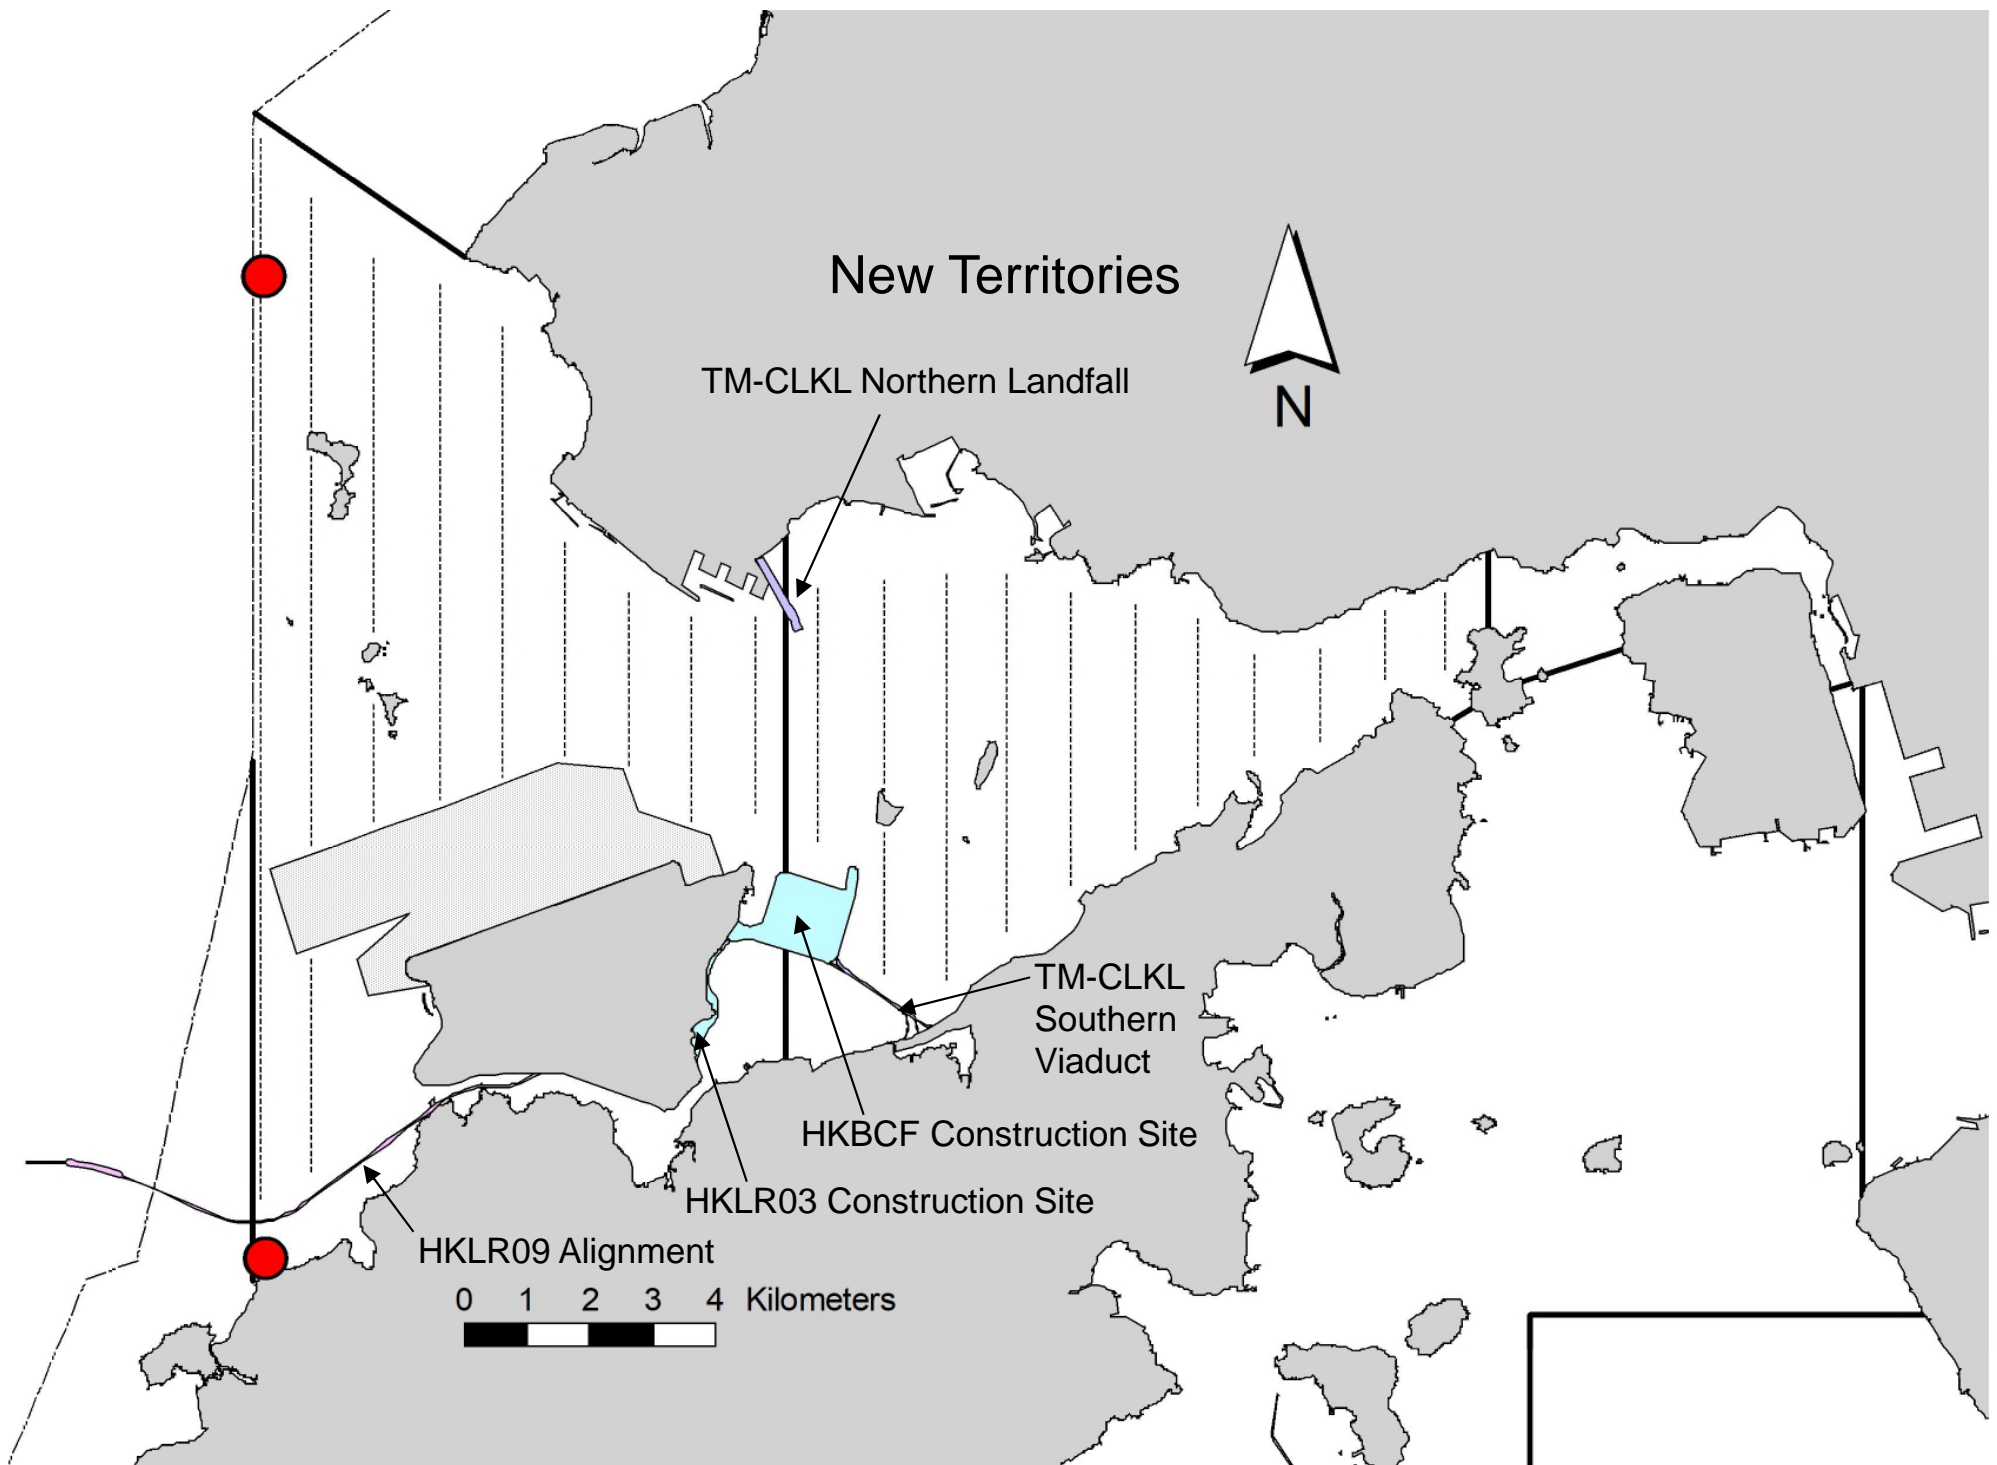 New Territories
TM-CLKL Northern Landfall
N
TM-CLKL
Southern
Viaduct
HKBCF Construction Site
HKLR03 Construction Site
HKLR09 Alignment
0 1 2 3 4 Kilometers